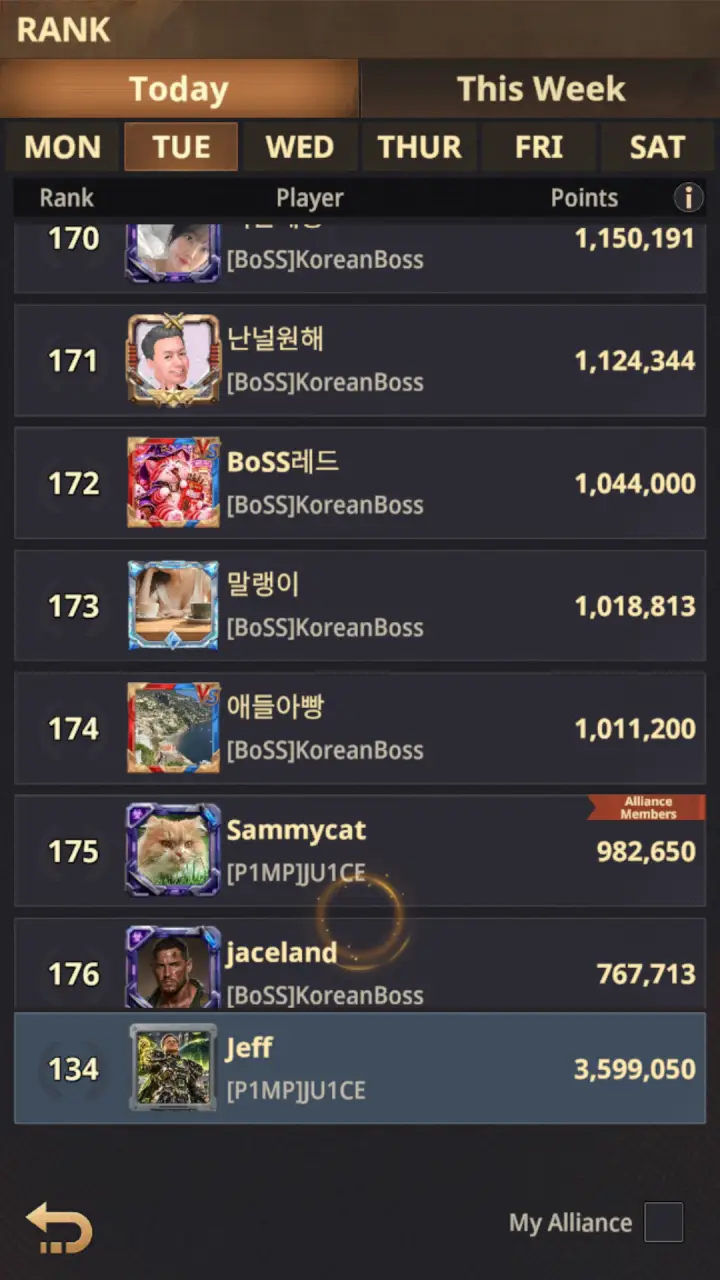 RANK
Today
This Week
MON
TUE
WED
THUR
FRI
SAT
Rank
Player
Points
170
[BoSS]KoreanBoss
1,150,191
171
난널원해
[BoSS]KoreanBoss
1,124,344
172
BoSS레드
[BoSS]KoreanBoss
1,044,000
173
말랭이
[BoSS]KoreanBoss
1,018,813
174
애들아빵
[BoSS]KoreanBoss
1,011,200
Alliance
Members
175
Sammycat
[P1MP]JU1CE
982,650
176
jaceland
[BoSS]KoreanBoss
767,713
134
Jeff
[P1MP]JU1CE
3,599,050
My Alliance